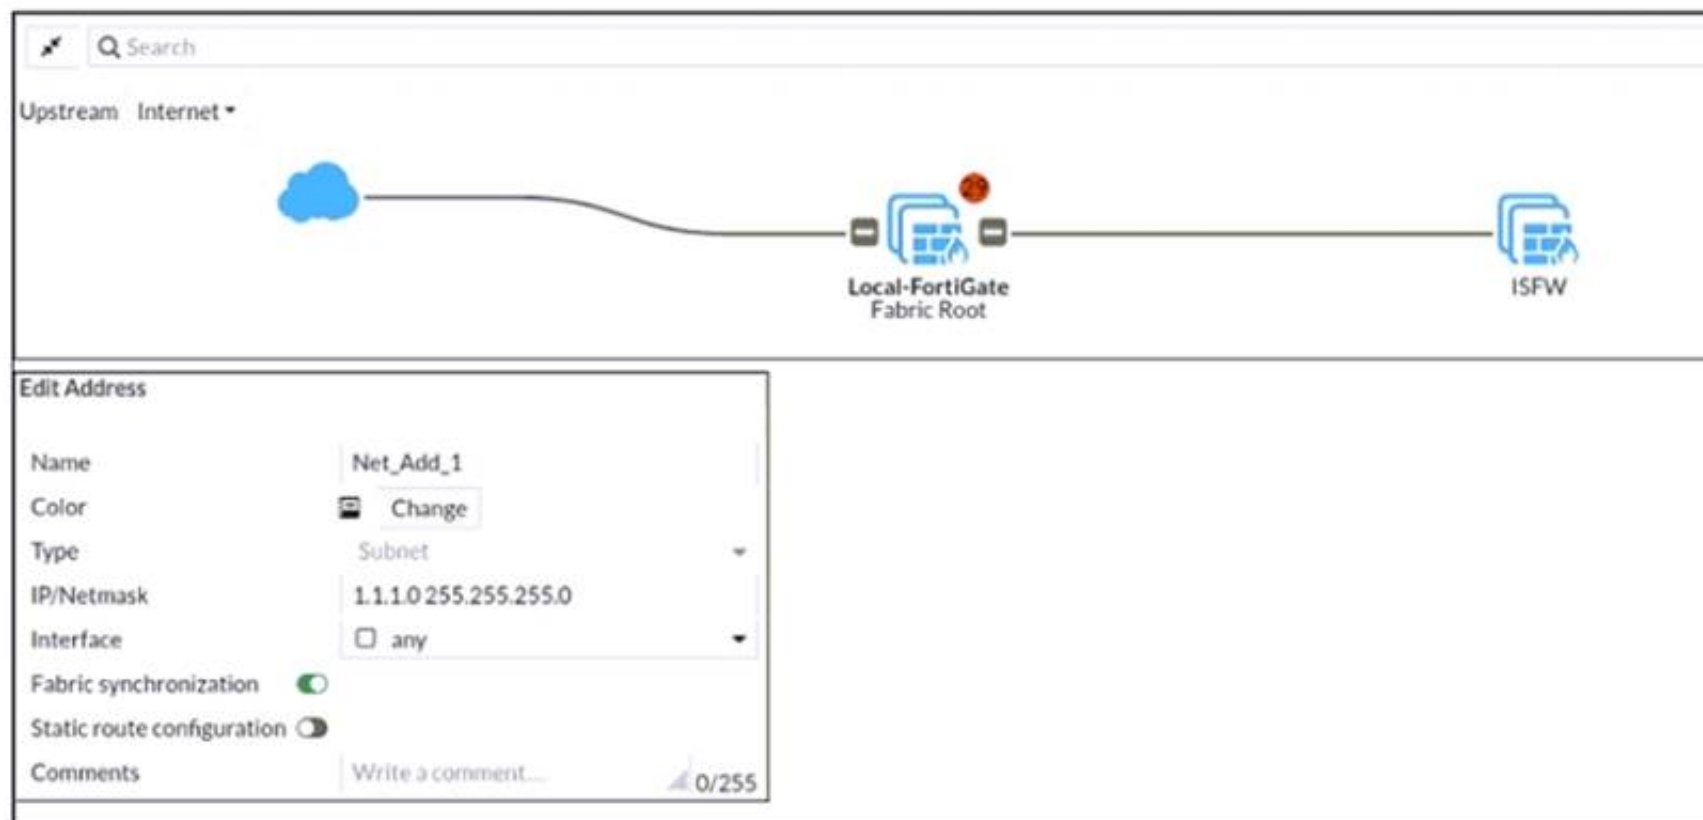 Search
Upstream Internet
29
Local-FortiGate
Fabric Root
ISFW
Edit Address
Name Net_Add_1
Color Change
Type Subnet
IP/Netmask 1.1.1.0 255.255.255.0
Interface any
Fabric synchronization
Static route configuration
Comments Write a comment... 0/255